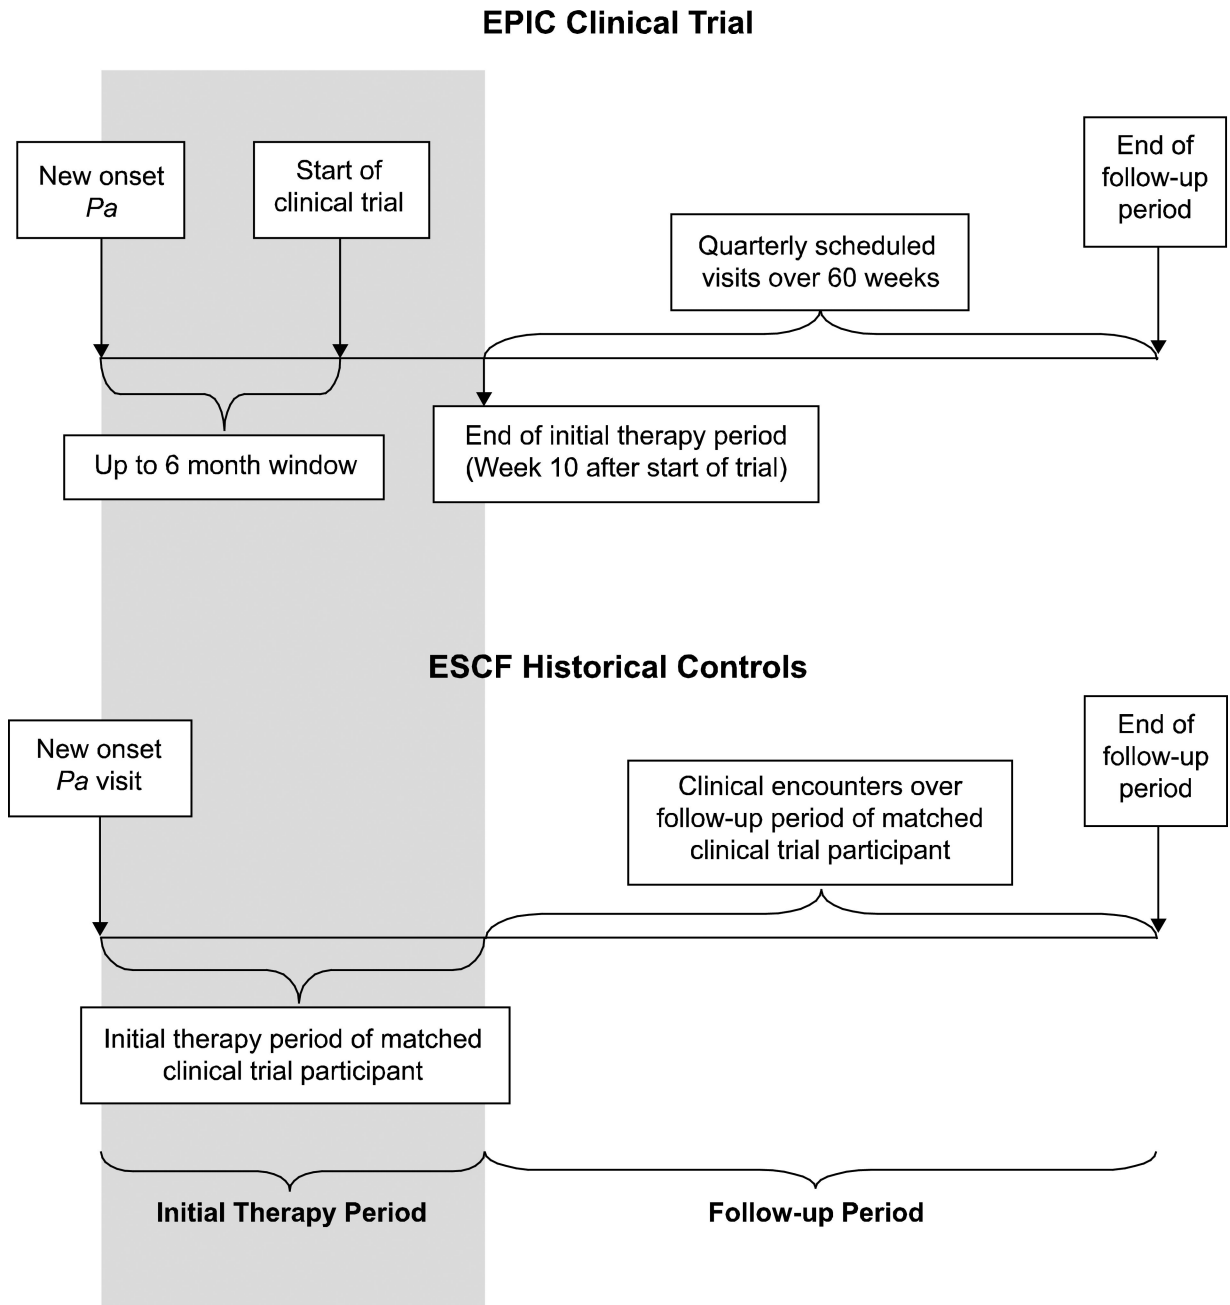 EPIC Clinical Trial
New onset
Pa
Start of
clinical trial
End of
follow-up
period
Quarterly scheduled
visits over 60 weeks
Up to 6 month window
End of initial therapy period
(Week 10 after start of trial)
ESCF Historical Controls
New onset
Pa visit
End of
follow-up
period
Clinical encounters over
follow-up period of matched
clinical trial participant
Initial therapy period of matched
clinical trial participant
Initial Therapy Period
Follow-up Period